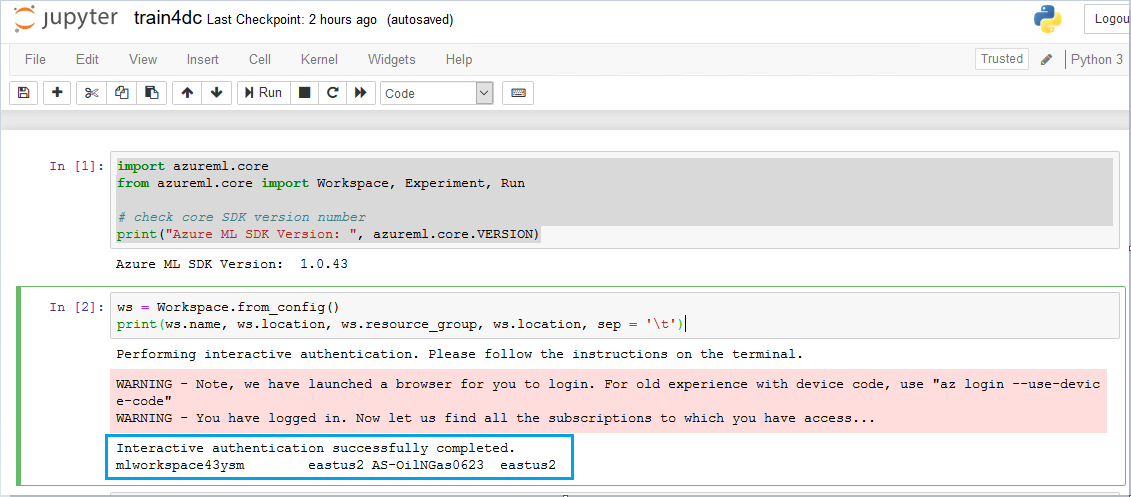 jupyter train4dc Last Checkpoint: 2 hours ago (autosaved)
Logou
File Edit View Insert Cell Kernel Widgets Help
Trusted Python 3
Run Code
In [1]: import azureml.core
from azureml.core import Workspace, Experiment, Run
# check core SDK version number
print("Azure ML SDK Version: ", azureml.core.VERSION)
Azure ML SDK Version:  1.0.43
In [2]: ws = Workspace.from_config()
print(ws.name, ws.location, ws.resource_group, ws.location, sep = '\t')
Performing interactive authentication. Please follow the instructions on the terminal.
WARNING - Note, we have launched a browser for you to login. For old experience with device code, use "az login --use-devic
e-code"
WARNING - You have logged in. Now let us find all the subscriptions to which you have access...
Interactive authentication successfully completed.
mlworkspace43ysm eastus2 AS-OilNGas0623 eastus2